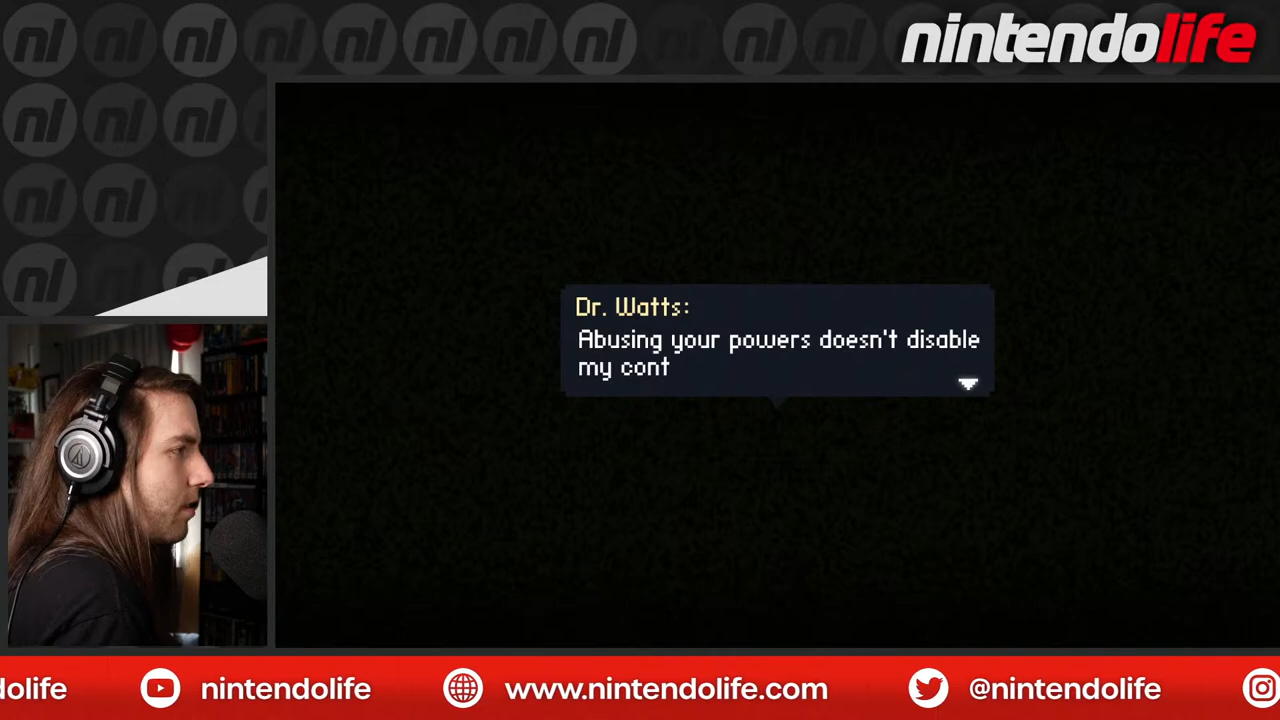 nintendolife
Dr. Watts:
Abusing your powers doesn't disable
my cont
dolife
nintendolife
www.nintendolife.com
@nintendolife